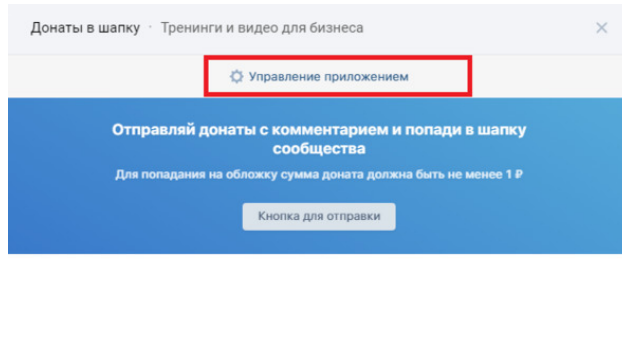 Донаты в шапку · Тренинги и видео для бизнеса
Управление приложением
Отправляй донаты с комментарием и попади в шапку
сообщества
Для попадания на обложку сумма доната должна быть не менее 1 ₽
Кнопка для отправки